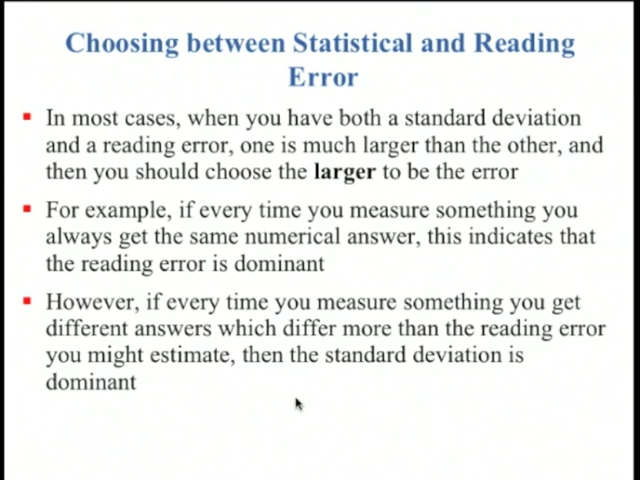 Choosing between Statistical and Reading
Error
In most cases, when you have both a standard deviation
and a reading error, one is much larger than the other, and
then you should choose the larger to be the error
For example, if every time you measure something you
always get the same numerical answer, this indicates that
the reading error is dominant
However, if every time you measure something you get
different answers which differ more than the reading error
you might estimate, then the standard deviation is
dominant